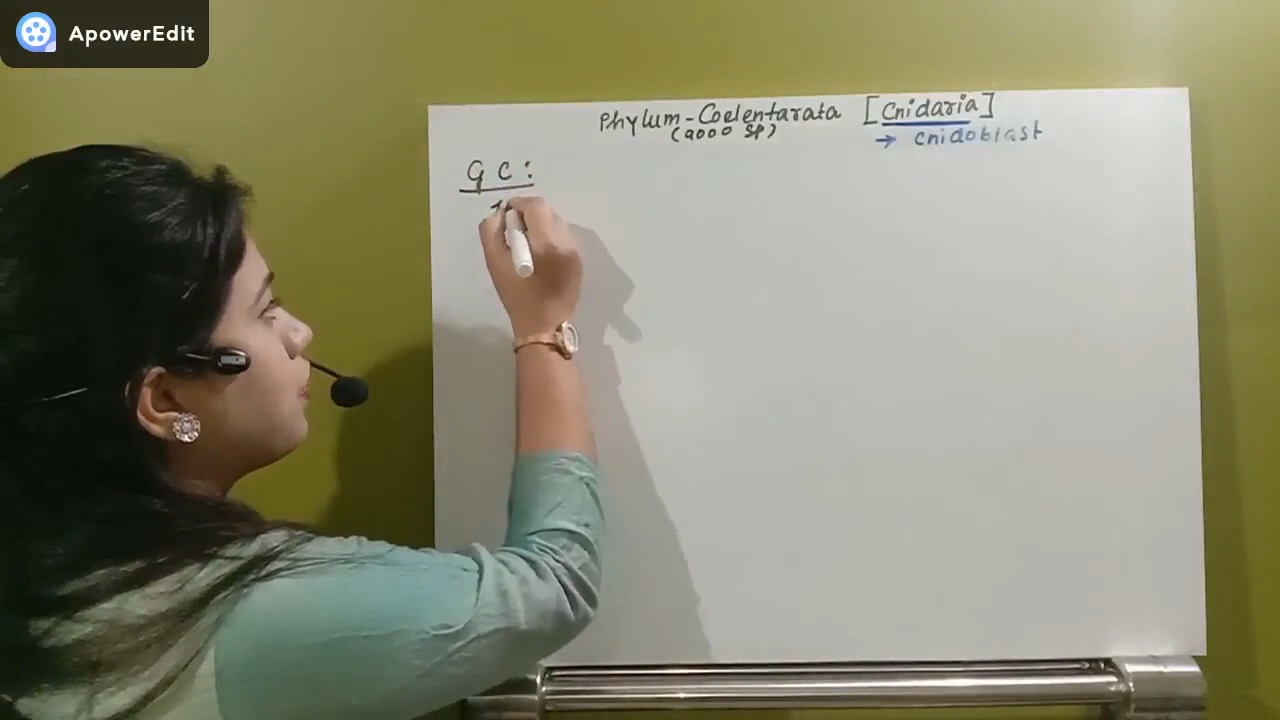 ApowerEdit
Phylum-Coelentarata [Cnidaria]
(9000 SP)
→ cnidoblast
G C :